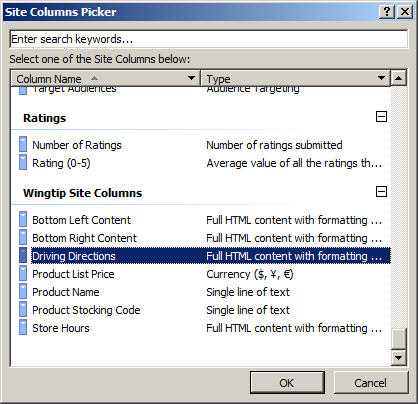 Site Columns Picker
Enter search keywords...
Select one of the Site Columns below:
Column Name Type
Target Audiences Audience Targeting
Ratings
Number of Ratings Number of ratings submitted
Rating (0-5) Average value of all the ratings th...
Wingtip Site Columns
Bottom Left Content Full HTML content with formatting ...
Bottom Right Content Full HTML content with formatting ...
Driving Directions Full HTML content with formatting ...
Product List Price Currency ($, ¥, €)
Product Name Single line of text
Product Stocking Code Single line of text
Store Hours Full HTML content with formatting ...
OK Cancel